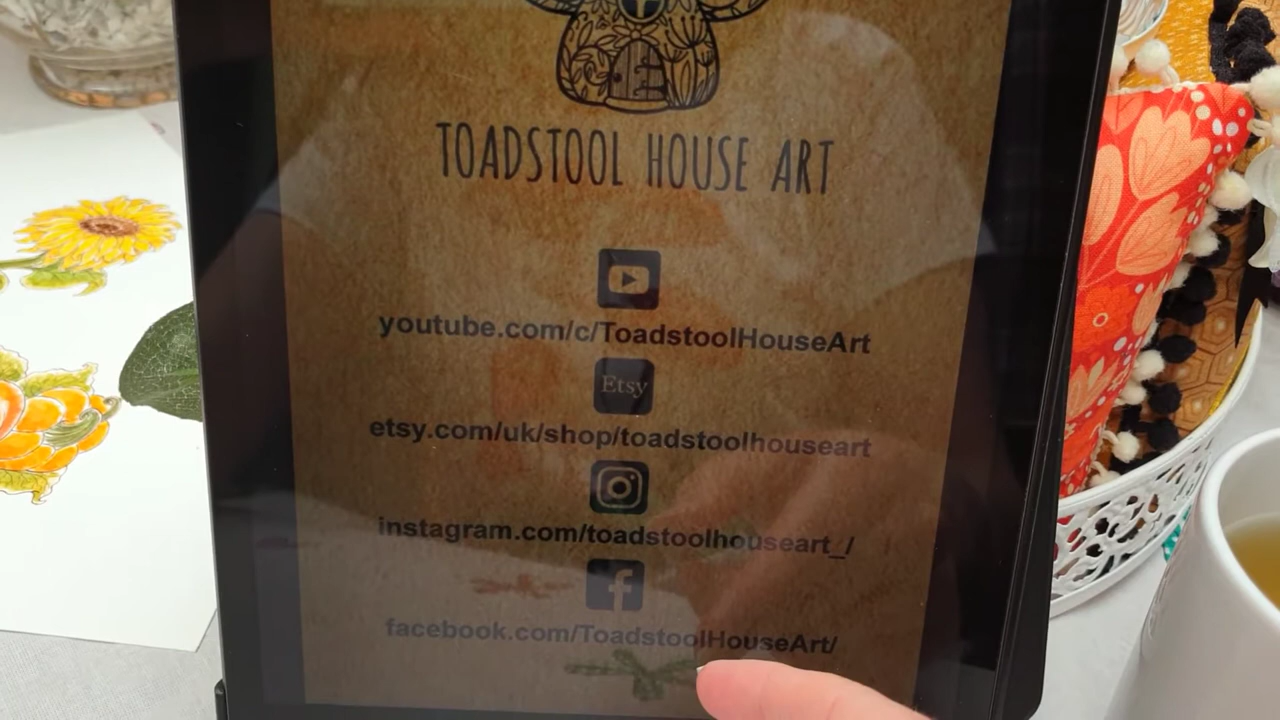 TOADSTOOL HOUSE ART
youtube.com/c/ToadstoolHouseArt
Etsy
etsy.com/uk/shop/toadstoolhouseart
instagram.com/toadstoolhouseart_/
facebook.com/ToadstoolHouseArt/